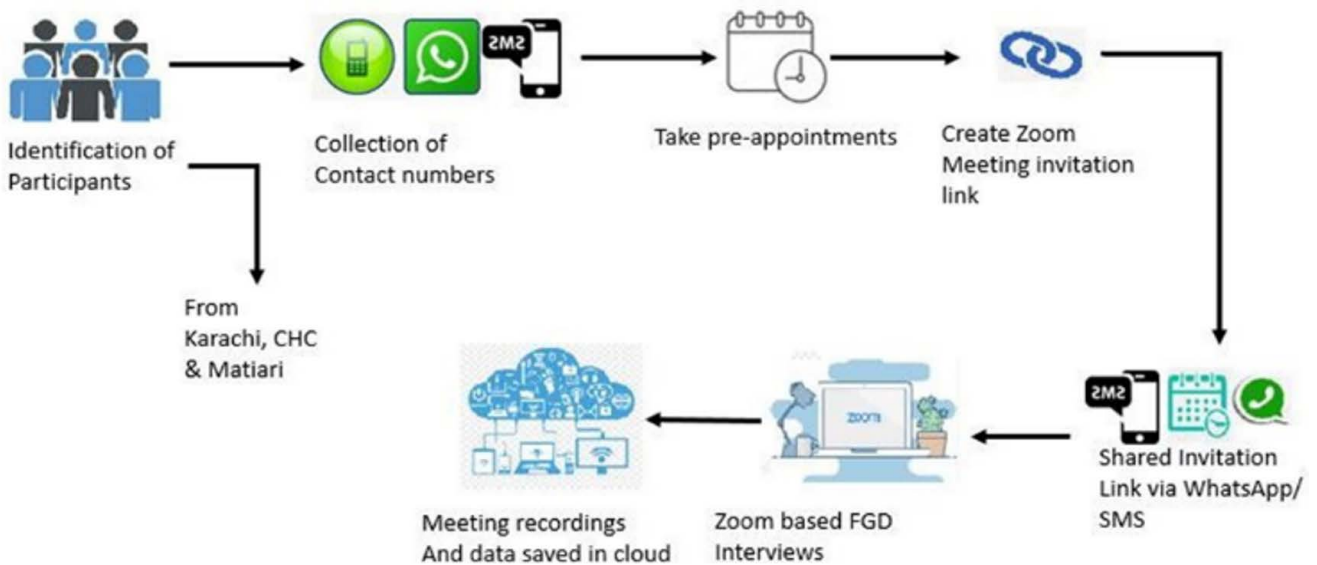 SMS
Identification of
Participants
Collection of
Contact numbers
Take pre-appointments
Create Zoom
Meeting invitation
link
From
Karachi, CHC
& Matiari
SMS
Shared Invitation
Link via WhatsApp/
SMS
zoom
Zoom based FGD
Interviews
Meeting recordings
And data saved in cloud